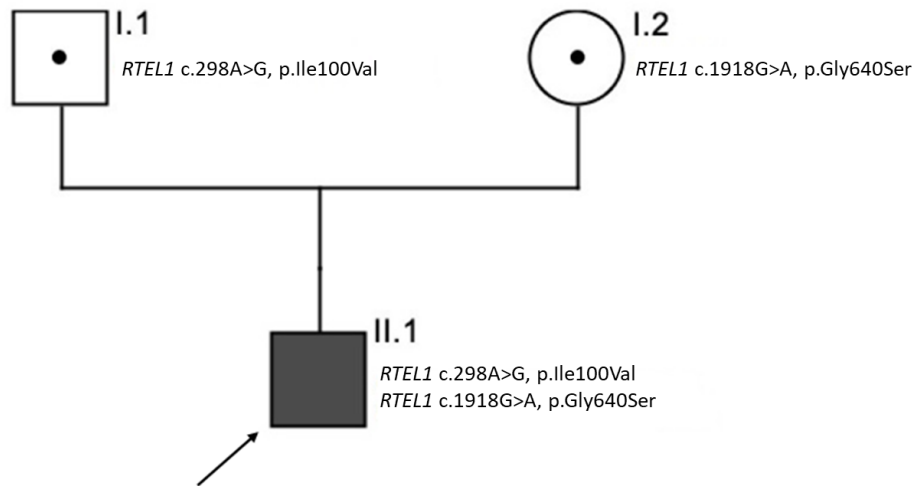 I.1
RTEL1 c.298A>G, p.Ile100Val
I.2
RTEL1 c.1918G>A, p.Gly640Ser
II.1
RTEL1 c.298A>G, p.Ile100Val
RTEL1 c.1918G>A, p.Gly640Ser